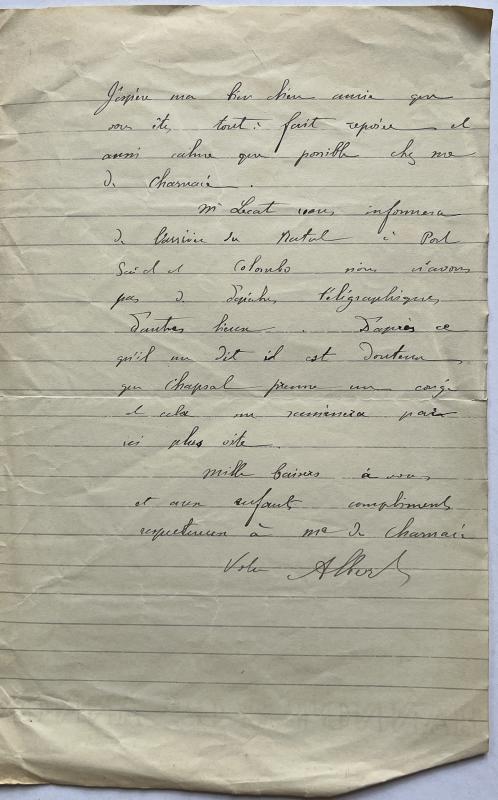 J'espère ma bien chère amie que
vous êtes tout à fait reposée et
aussi calme que possible chez Me
de Charnacé.
Mr Lecat vous informera
de l'arrivée du Natal à Port
Saïd et Colombo nous n'avons
pas de dépêches télégraphiques
d'autres lieux. D'après ce
qu'il me dit il est douteux
que Chapsal prenne un congé
et cela me ramènera par
ici plus vite.
Mille baisers à vous
et aux enfants compliments
respectueux à Me de Charnacé
Votre Albert